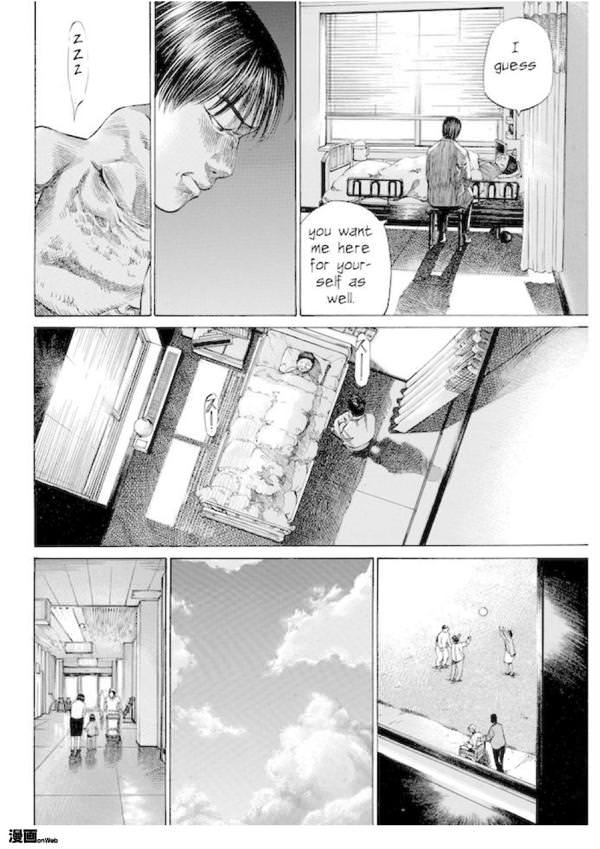 I
guess
you want
me here
for your-
self as
well.
z
z
z
漫画onWeb